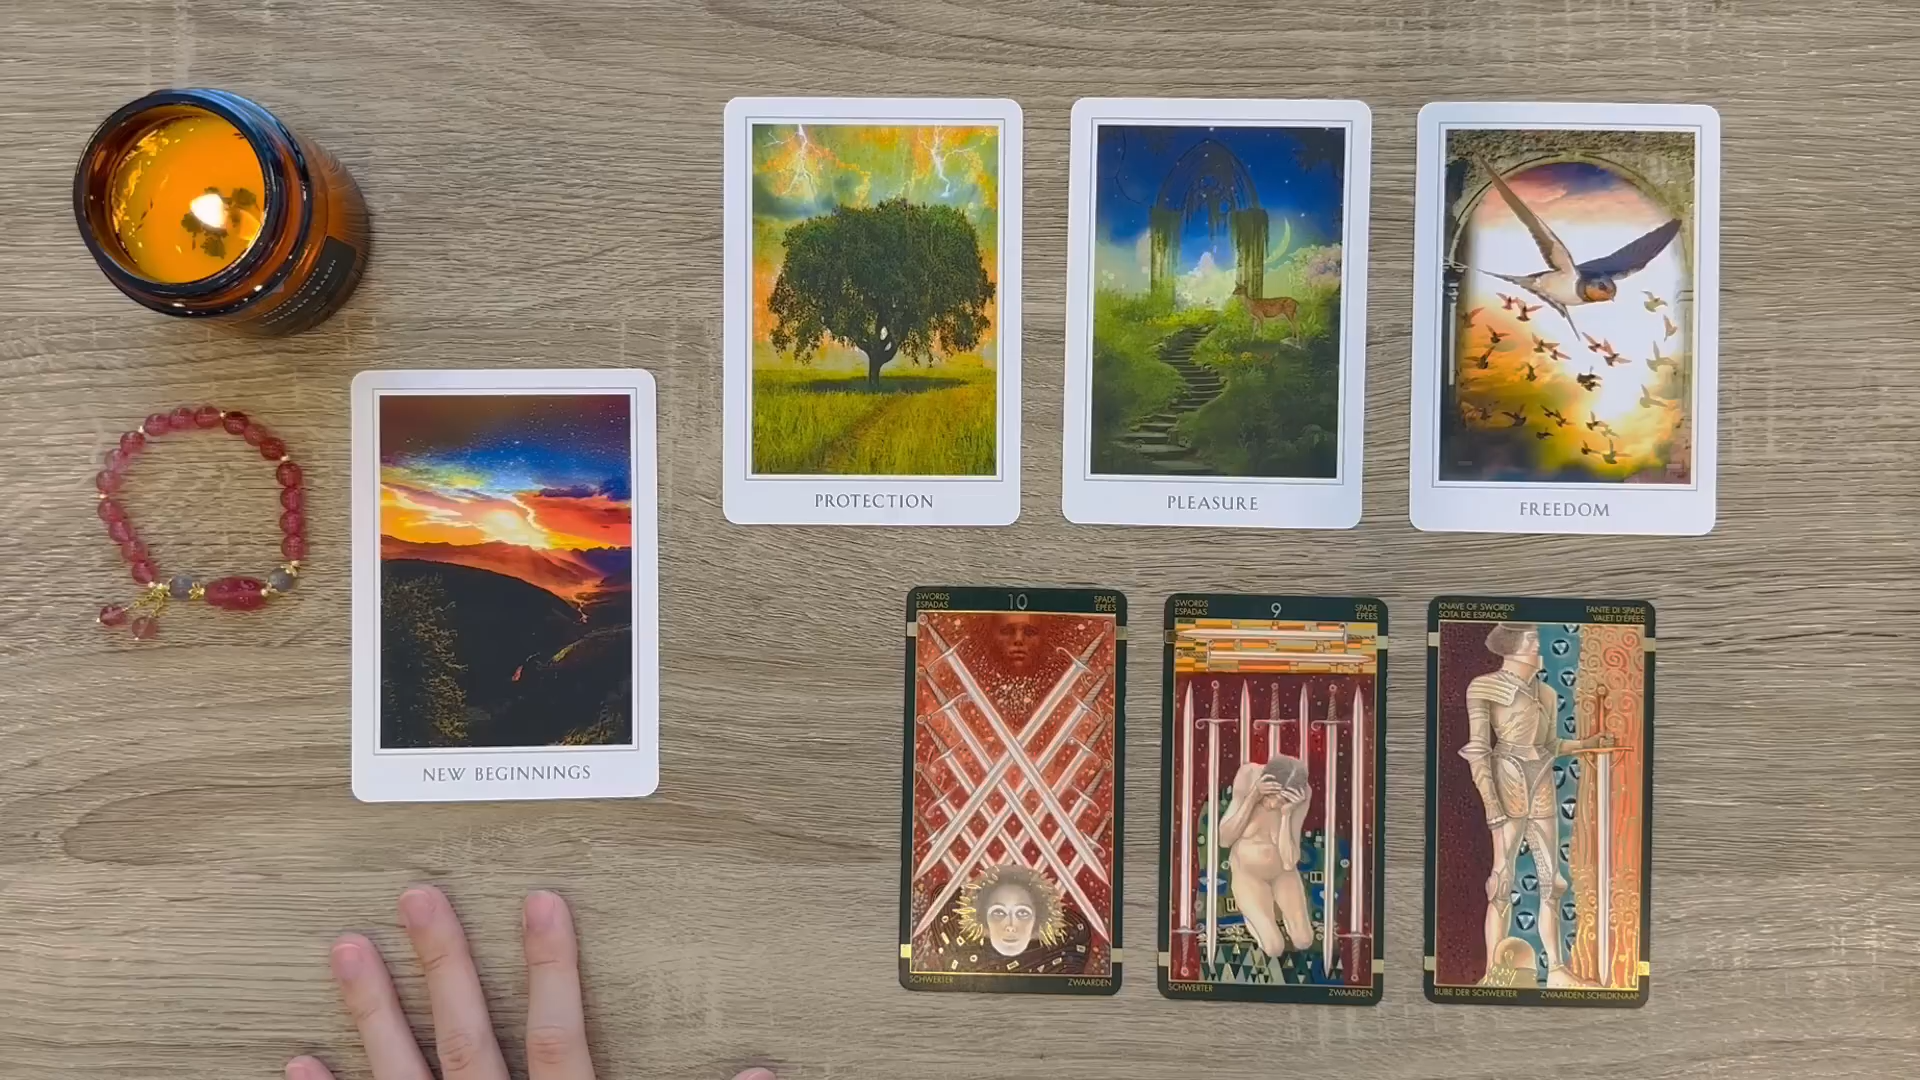 PROTECTION
PLEASURE
FREEDOM
NEW BEGINNINGS
SWORDS
ESPADAS
10
SPADE
ÉPÉES
SCHWERTER
ZWAARDEN
SWORDS
ESPADAS
9
SPADE
ÉPÉES
SCHWERTER
ZWAARDEN
KNAVE OF SWORDS
SOTA DE ESPADAS
FANTE DI SPADE
VALET D'ÉPÉES
BUBE DER SCHWERTER
ZWAARDEN SCHILDKNAAP